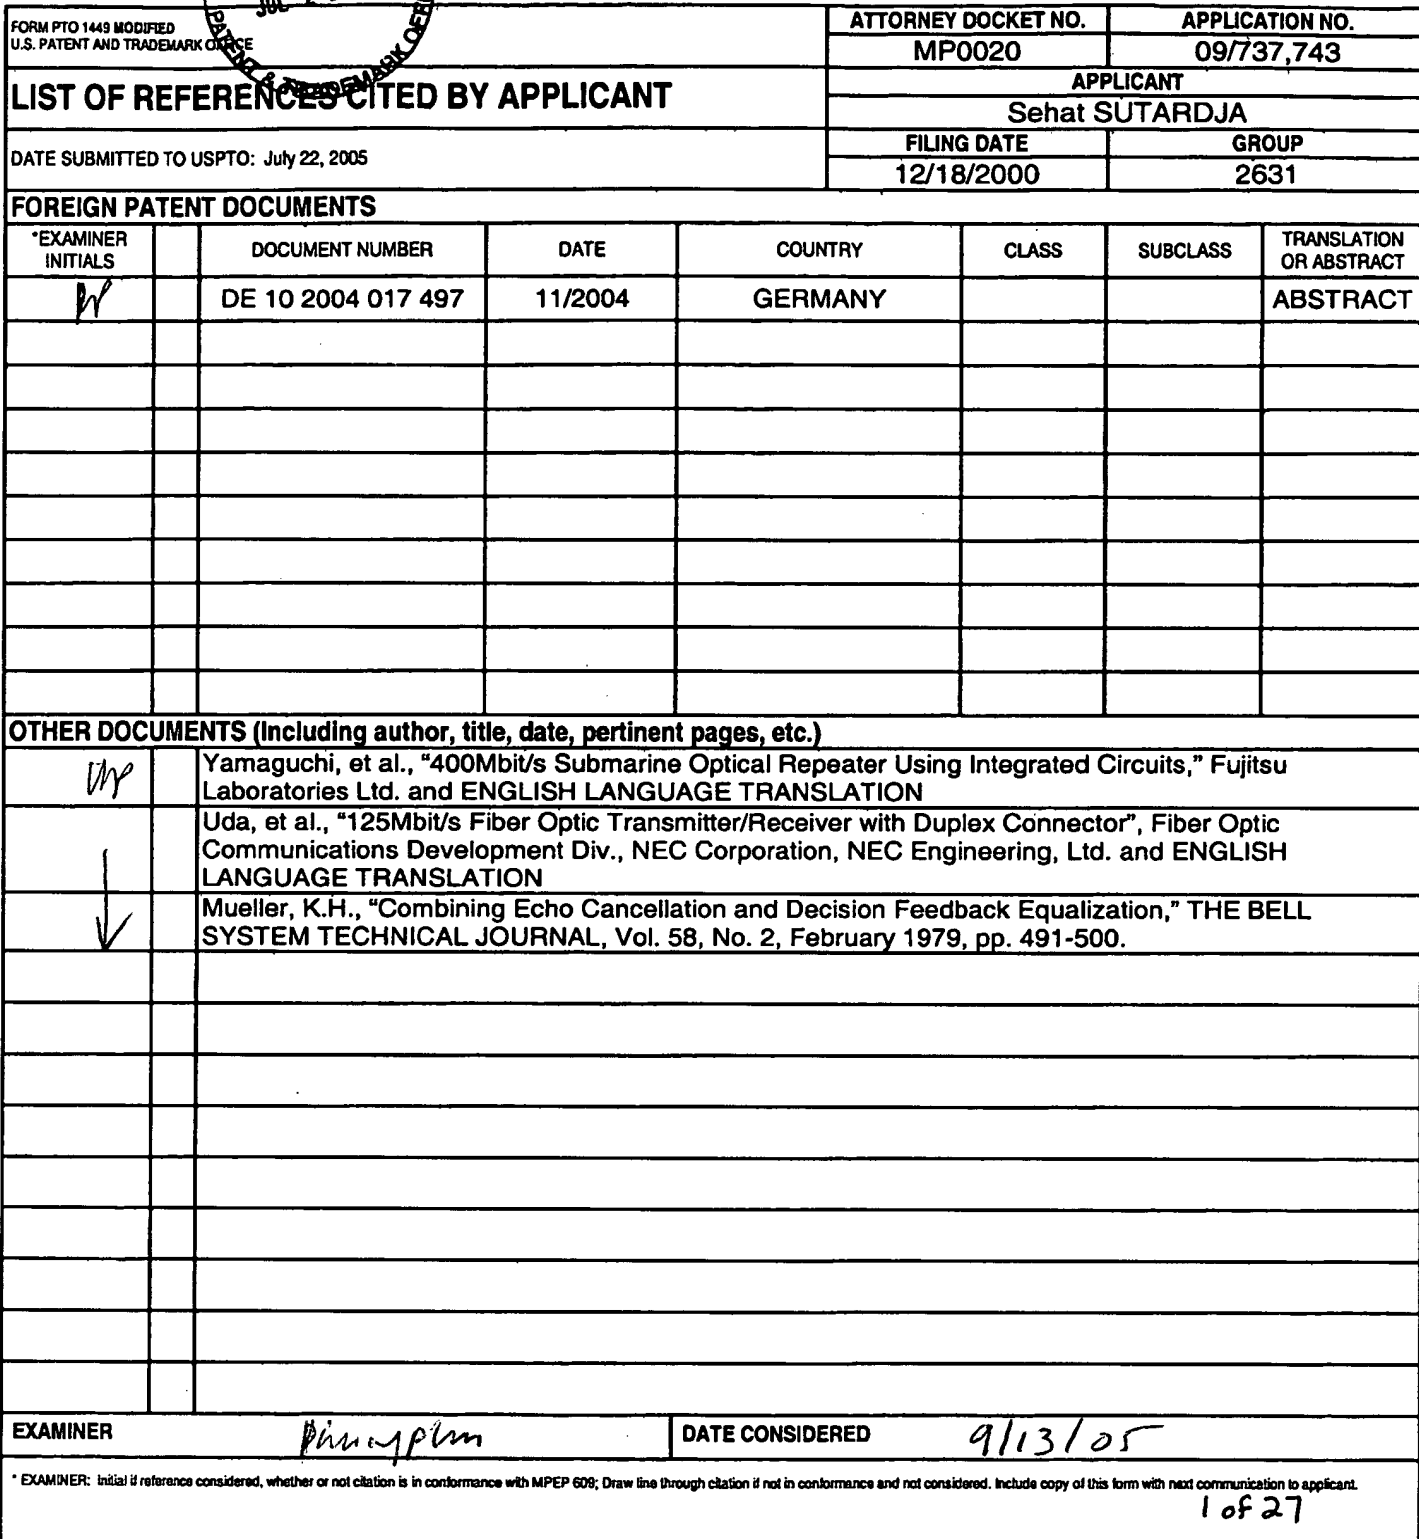 FORM PTO 1449 MODIFIED
U.S. PATENT AND TRADEMARK OFFICE
PATENT & TRADEMARK
ATTORNEY DOCKET NO.
APPLICATION NO.
MP0020
09/737,743
LIST OF REFERENCES CITED BY APPLICANT
APPLICANT
Sehat SUTARDJA
DATE SUBMITTED TO USPTO: July 22, 2005
FILING DATE
GROUP
12/18/2000
2631
FOREIGN PATENT DOCUMENTS
*EXAMINER
INITIALS
DOCUMENT NUMBER
DATE
COUNTRY
CLASS
SUBCLASS
TRANSLATION
OR ABSTRACT
DE 10 2004 017 497
11/2004
GERMANY
ABSTRACT
OTHER DOCUMENTS (Including author, title, date, pertinent pages, etc.)
Yamaguchi, et al., “400Mbit/s Submarine Optical Repeater Using Integrated Circuits,” Fujitsu
Laboratories Ltd. and ENGLISH LANGUAGE TRANSLATION
Uda, et al., “125Mbit/s Fiber Optic Transmitter/Receiver with Duplex Connector”, Fiber Optic
Communications Development Div., NEC Corporation, NEC Engineering, Ltd. and ENGLISH
LANGUAGE TRANSLATION
Mueller, K.H., “Combining Echo Cancellation and Decision Feedback Equalization,” THE BELL
SYSTEM TECHNICAL JOURNAL, Vol. 58, No. 2, February 1979, pp. 491-500.
EXAMINER
DATE CONSIDERED
9/13/05
* EXAMINER: Initial if reference considered, whether or not citation is in conformance with MPEP 609; Draw line through citation if not in conformance and not considered. Include copy of this form with next communication to applicant.
1 of 27